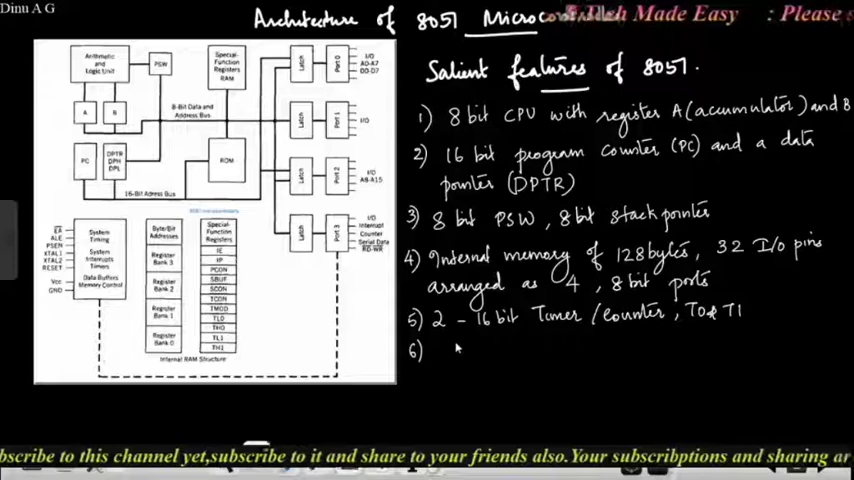 Dinu A G
Architecture of 8051 Microc
Tech Made Easy : Please s
Salient features of 8051.
1) 8 bit CPU with register A (accumulator) and B
2) 16 bit program counter (PC) and a data
pointer (DPTR)
3) 8 bit PSW, 8 bit stack pointer
4) Internal memory of 128 bytes, 32 I/o pins
arranged as 4, 8 bit ports
5) 2 - 16 bit Timer / counter, T0 & T1
6)
Arithmetic
and
Logic Unit
PSW
Special-
Function
Registers
RAM
Latch
Port 0
I/O
A0-A7
D0-D7
A
B
8-Bit Data and
Address Bus
Latch
Port 1
I/O
PC
DPTR
DPH
DPL
ROM
Latch
Port 2
I/O
A8-A15
16-Bit Adress Bus
Latch
Port 3
I/O
Interrupt
Counter
Serial Data
RD-WR
EA
ALE
PSEN
XTAL1
XTAL2
RESET
Vcc
GND
System
Timing
System
Interrupts
Timers
Data Buffers
Memory Control
Byte/Bit
Addresses
Register
Bank 3
Register
Bank 2
Register
Bank 1
Register
Bank 0
Special-
Function
Registers
IE
IP
PCON
SBUF
SCON
TCON
TMOD
TL0
TH0
TL1
TH1
Internal RAM Structure
bscribe to this channel yet,subscribe to it and share to your friends also.Your subscribptions and sharing ar